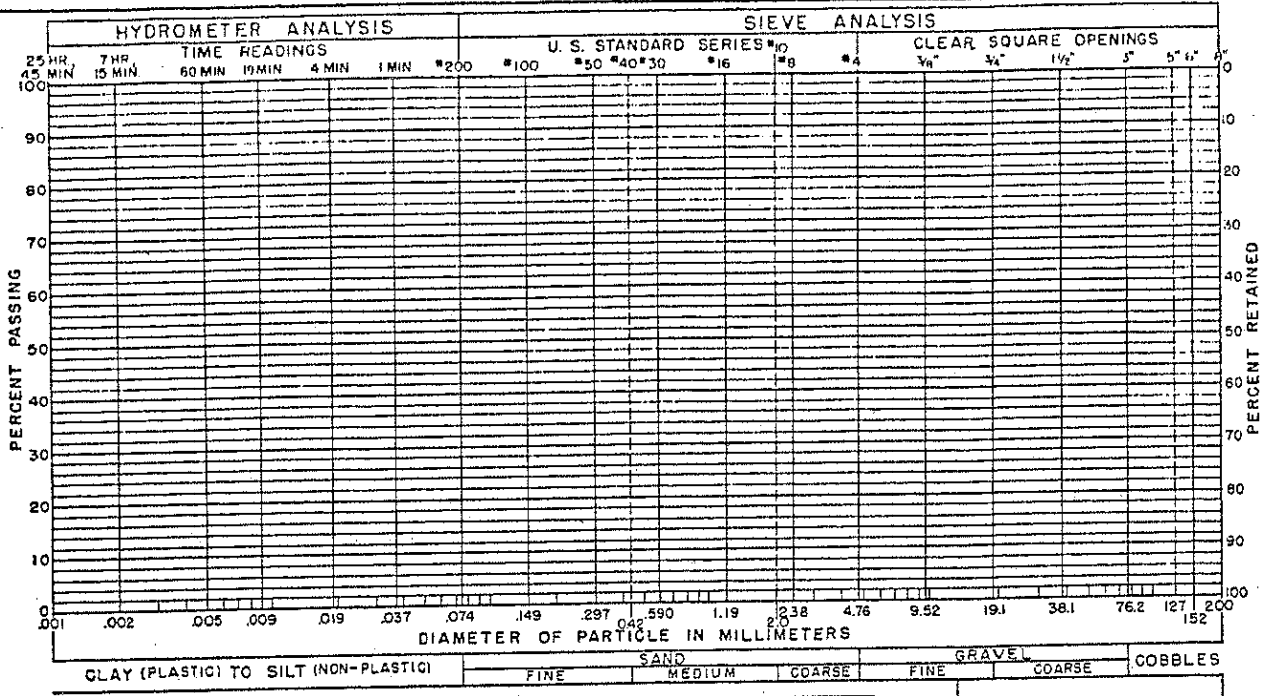 HYDROMETER ANALYSIS
SIEVE ANALYSIS
TIME READINGS
U. S. STANDARD SERIES
CLEAR SQUARE OPENINGS
25 HR, 7 HR,
45 MIN 15 MIN 60 MIN 19 MIN 4 MIN 1 MIN #200 #100 #50 #40 #30 #16 #10 #8 #4 3/8" 3/4" 1 1/2" 3" 5" 6" 8"
100 0
90 10
80 20
70 30
60 40
50 50
40 60
30 70
20 80
10 90
0 100
PERCENT PASSING
PERCENT RETAINED
.001 .002 .005 .009 .019 .037 .074 .149 .297 .590 1.19 2.38 4.76 9.52 19.1 38.1 76.2 127 200
042 2.0 152
DIAMETER OF PARTICLE IN MILLIMETERS
CLAY (PLASTIC) TO SILT (NON-PLASTIC)
SAND
GRAVEL
COBBLES
FINE MEDIUM COARSE FINE COARSE